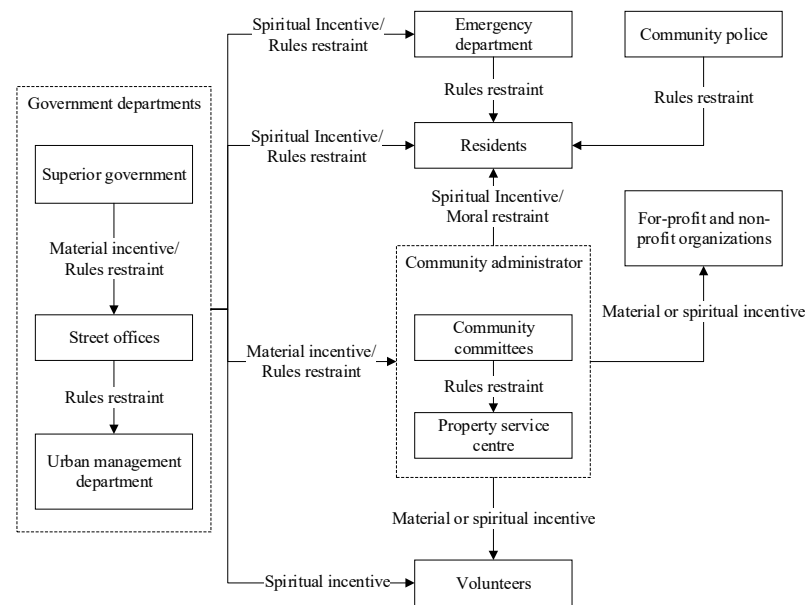 Spiritual Incentive/
Rules restraint
Emergency
department
Community police
Government departments
Rules restraint
Rules restraint
Superior government
Spiritual Incentive/
Rules restraint
Residents
Spiritual Incentive/
Moral restraint
For-profit and non-
profit organizations
Material incentive/
Rules restraint
Community administrator
Street offices
Material or spiritual incentive
Material incentive/
Rules restraint
Community
committees
Rules restraint
Rules restraint
Property service
centre
Urban management
department
Material or spiritual incentive
Spiritual incentive
Volunteers